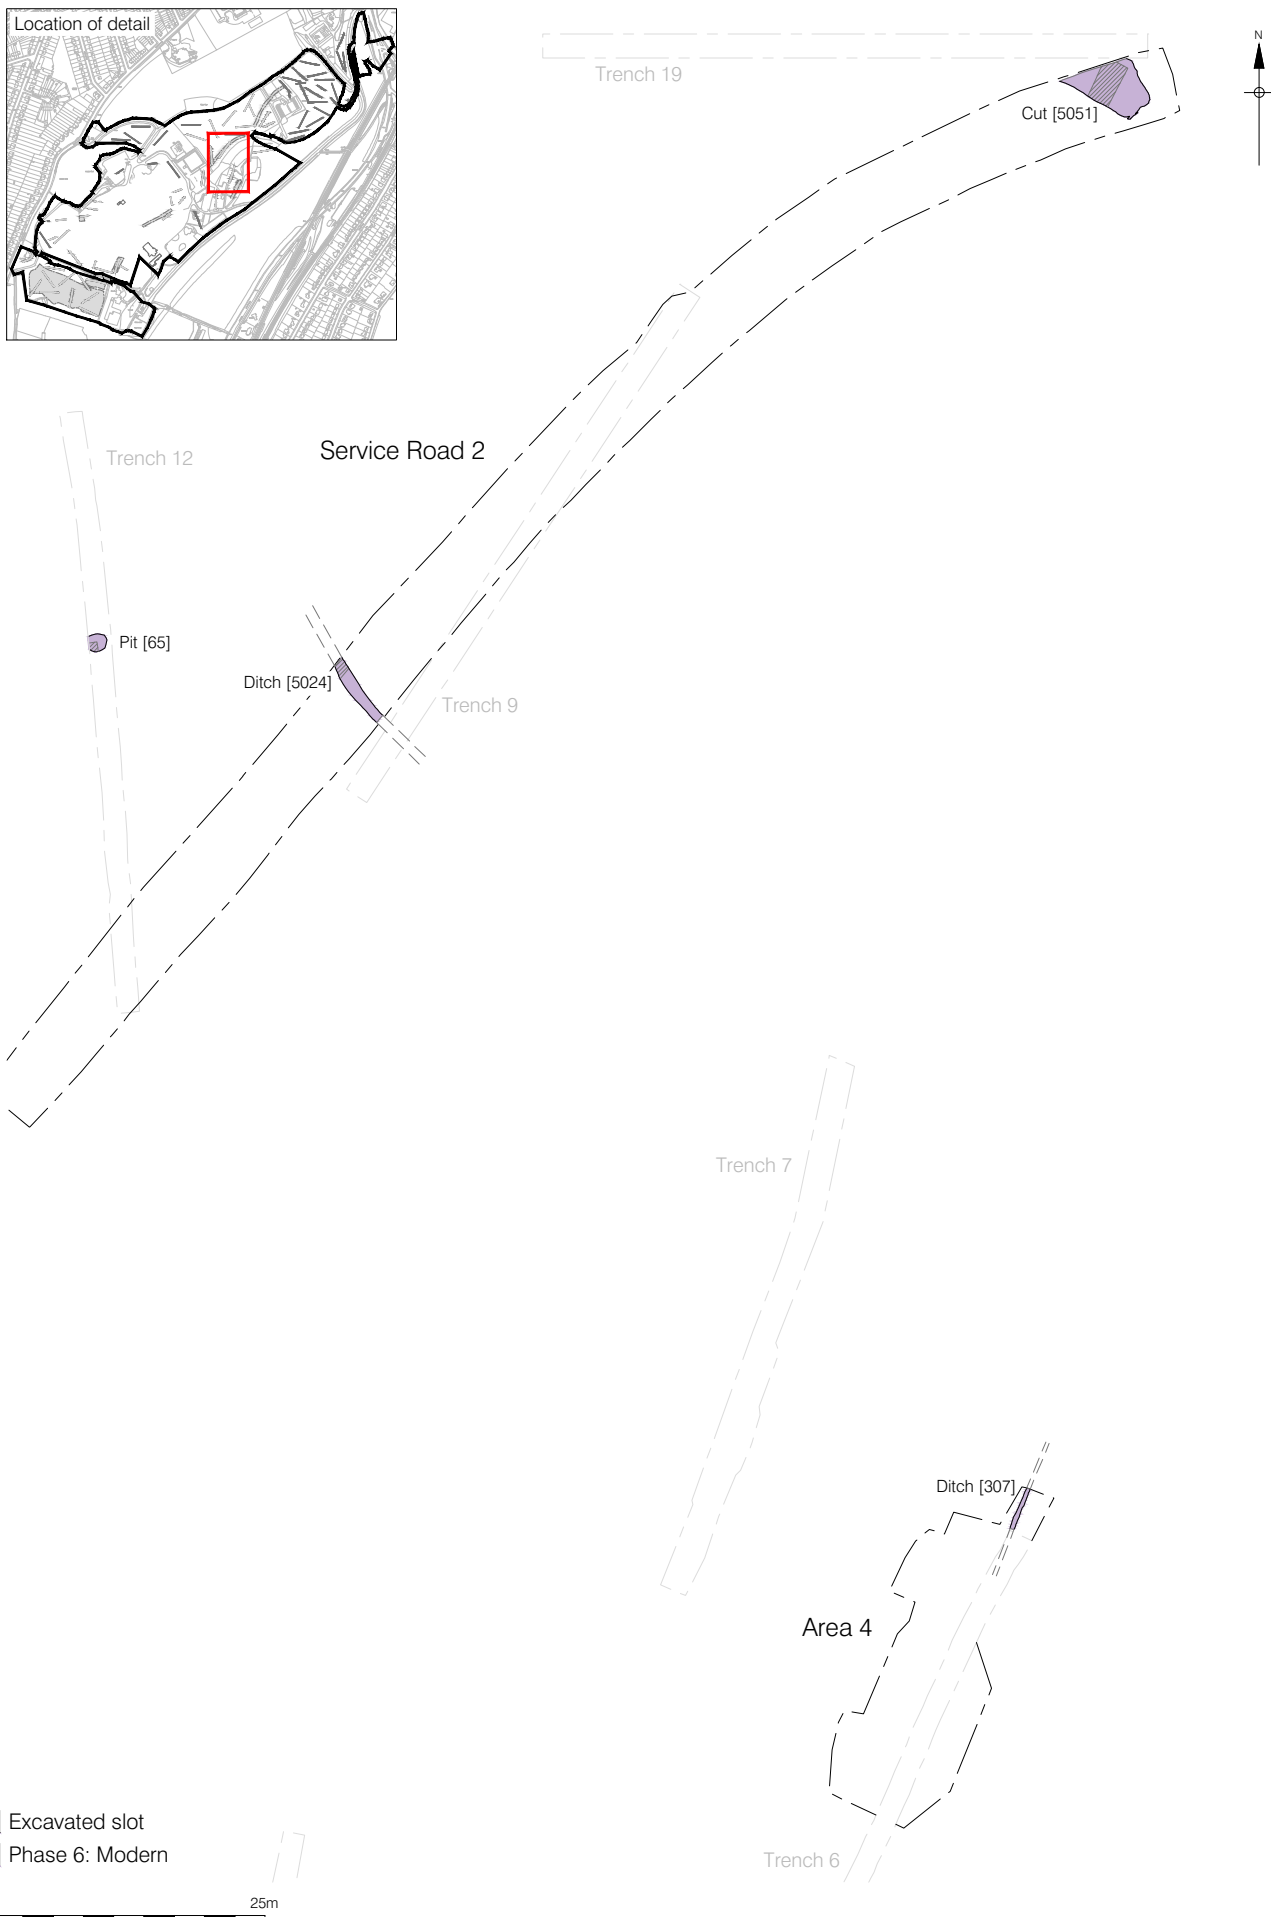 Location of detail
N
Trench 19
Cut [5051]
Service Road 2
Trench 12
Pit [65]
Ditch [5024]
Trench 9
Trench 7
Ditch [307]
Area 4
Excavated slot
Phase 6: Modern
Trench 6
25m